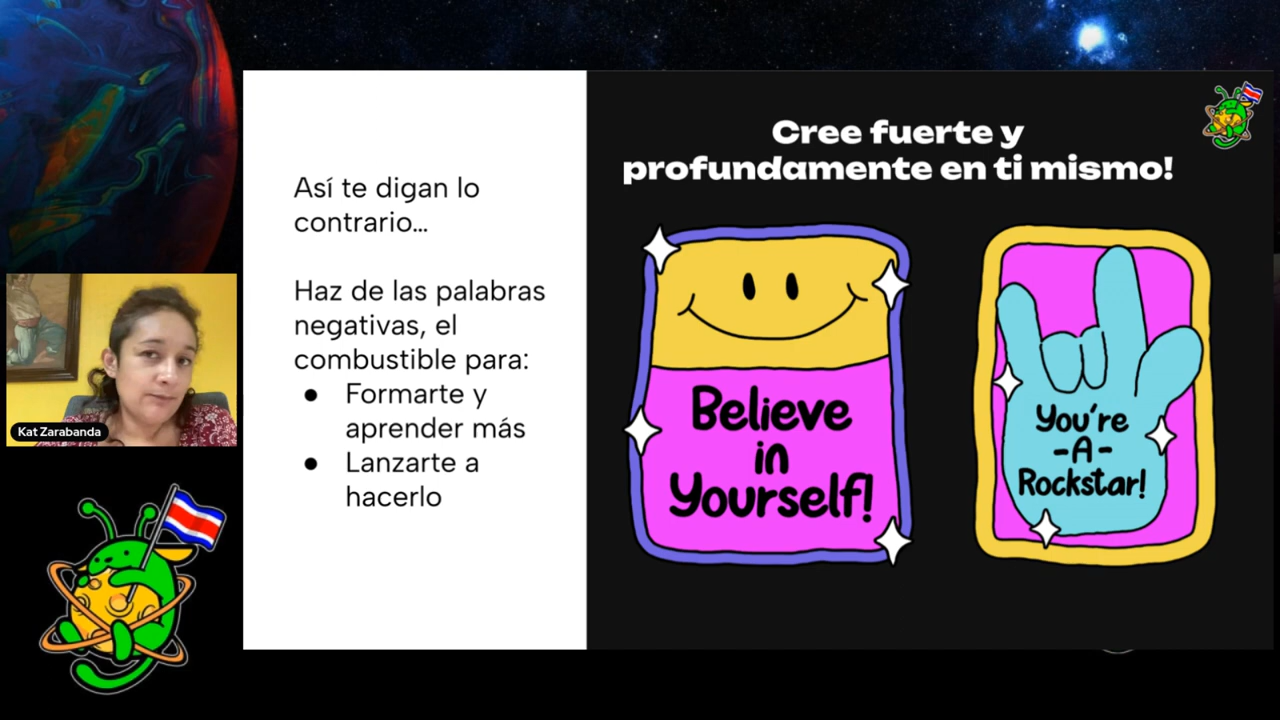 Así te digan lo
contrario...
Haz de las palabras
negativas, el
combustible para:
● Formarte y
aprender más
● Lanzarte a
hacerlo
Cree fuerte y
profundamente en ti mismo!
Believe
in
Yourself!
You're
-A-
Rockstar!
Kat Zarabanda